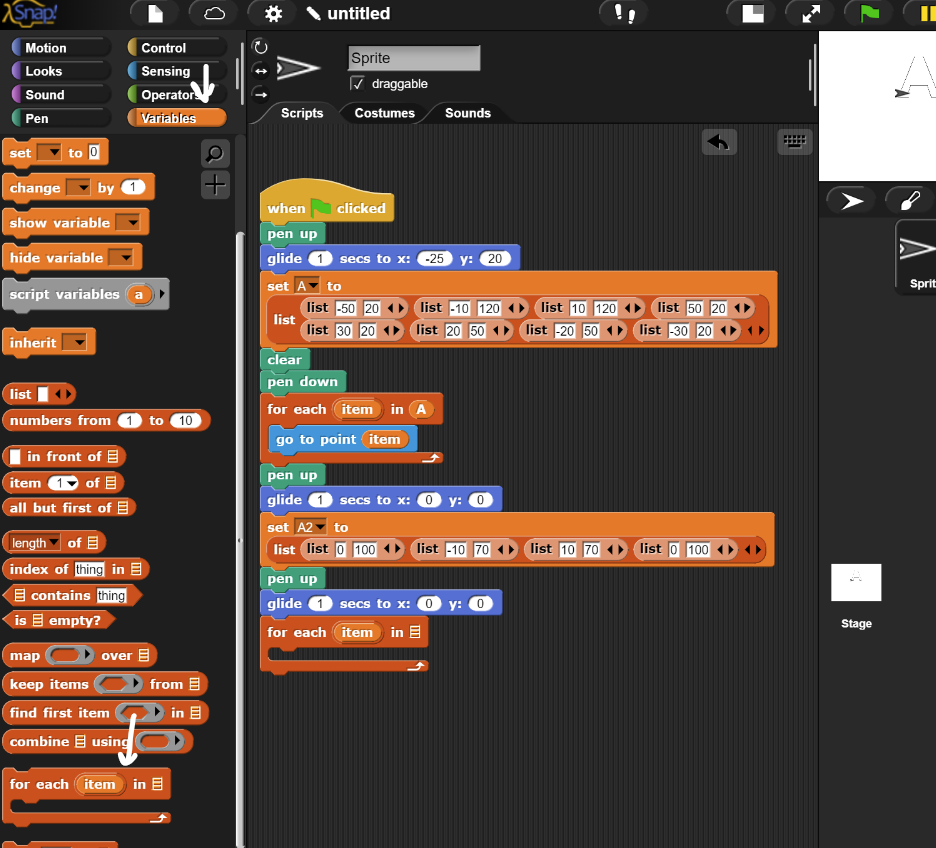 Snap!
untitled
Motion
Control
Looks
Sensing
Sound
Operators
Pen
Variables
set to 0
change by 1
show variable
hide variable
script variables a
inherit
list
numbers from 1 to 10
in front of
item 1 of
all but first of
length of
index of thing in
contains thing
is empty?
map over
keep items from
find first item in
combine using
for each item in
Sprite
draggable
Scripts Costumes Sounds
when clicked
pen up
glide 1 secs to x: -25 y: 20
set A to
list list -50 20 list -10 120 list 10 120 list 50 20
list 30 20 list 20 50 list -20 50 list -30 20
clear
pen down
for each item in A
go to point item
pen up
glide 1 secs to x: 0 y: 0
set A2 to
list list 0 100 list -10 70 list 10 70 list 0 100
pen up
glide 1 secs to x: 0 y: 0
for each item in
Sprit
Stage